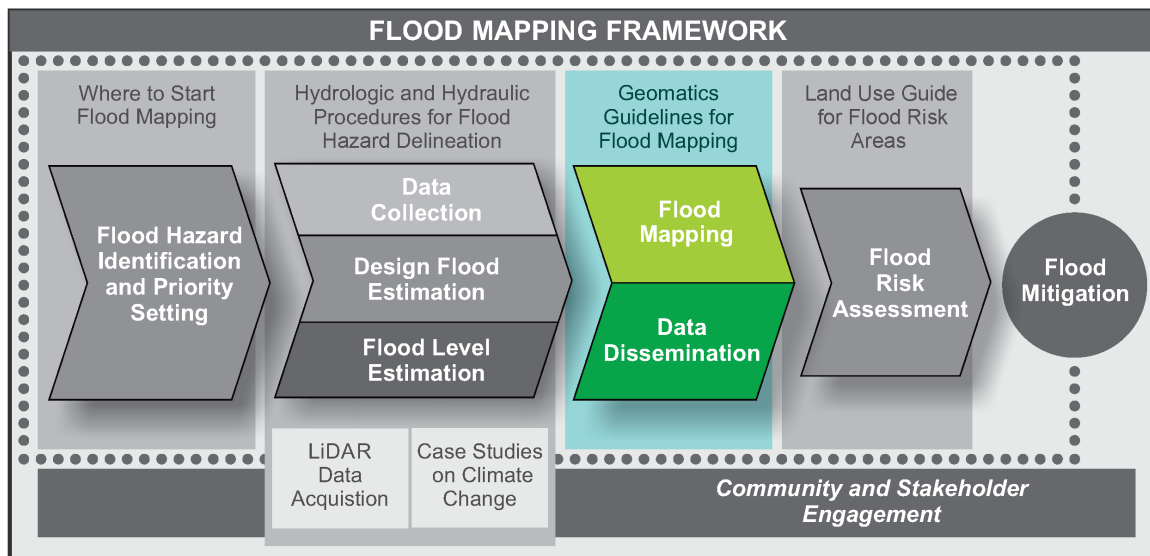 FLOOD MAPPING FRAMEWORK
Where to Start
Flood Mapping
Flood Hazard
Identification
and Priority
Setting
Hydrologic and Hydraulic
Procedures for Flood
Hazard Delineation
Data
Collection
Design Flood
Estimation
Flood Level
Estimation
LiDAR
Data
Acquistion
Case Studies
on Climate
Change
Geomatics
Guidelines for
Flood Mapping
Flood
Mapping
Data
Dissemination
Land Use Guide
for Flood Risk
Areas
Flood
Risk
Assessment
Flood
Mitigation
Community and Stakeholder
Engagement